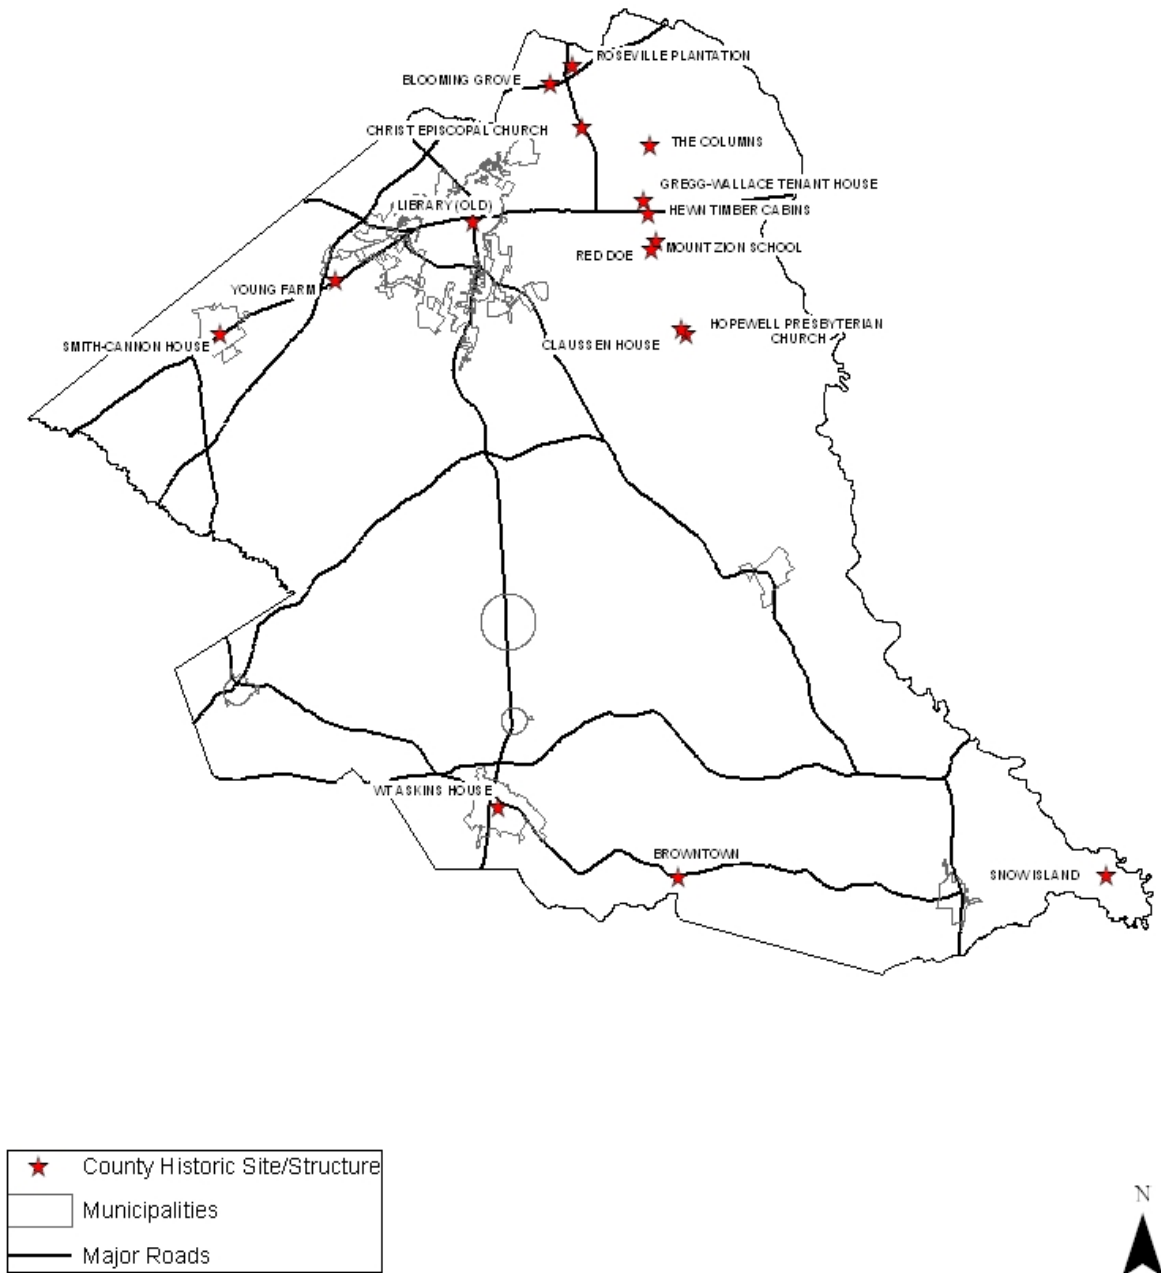 ROSEVILLE PLANTATION
BLOOMING GROVE
CHRIST EPISCOPAL CHURCH
THE COLUMNS
GREGG-WALLACE TENANT HOUSE
LIBRARY (OLD)
HEWN TIMBER CABINS
MOUNT ZION SCHOOL
RED DOE
YOUNG FARM
HOPEWELL PRESBYTERIAN
CHURCH
SMITH-CANNON HOUSE
CLAUSSEN HOUSE
WT ASKINS HOUSE
BROWNTOWN
SNOW ISLAND
County Historic Site/Structure
Municipalities
Major Roads
N